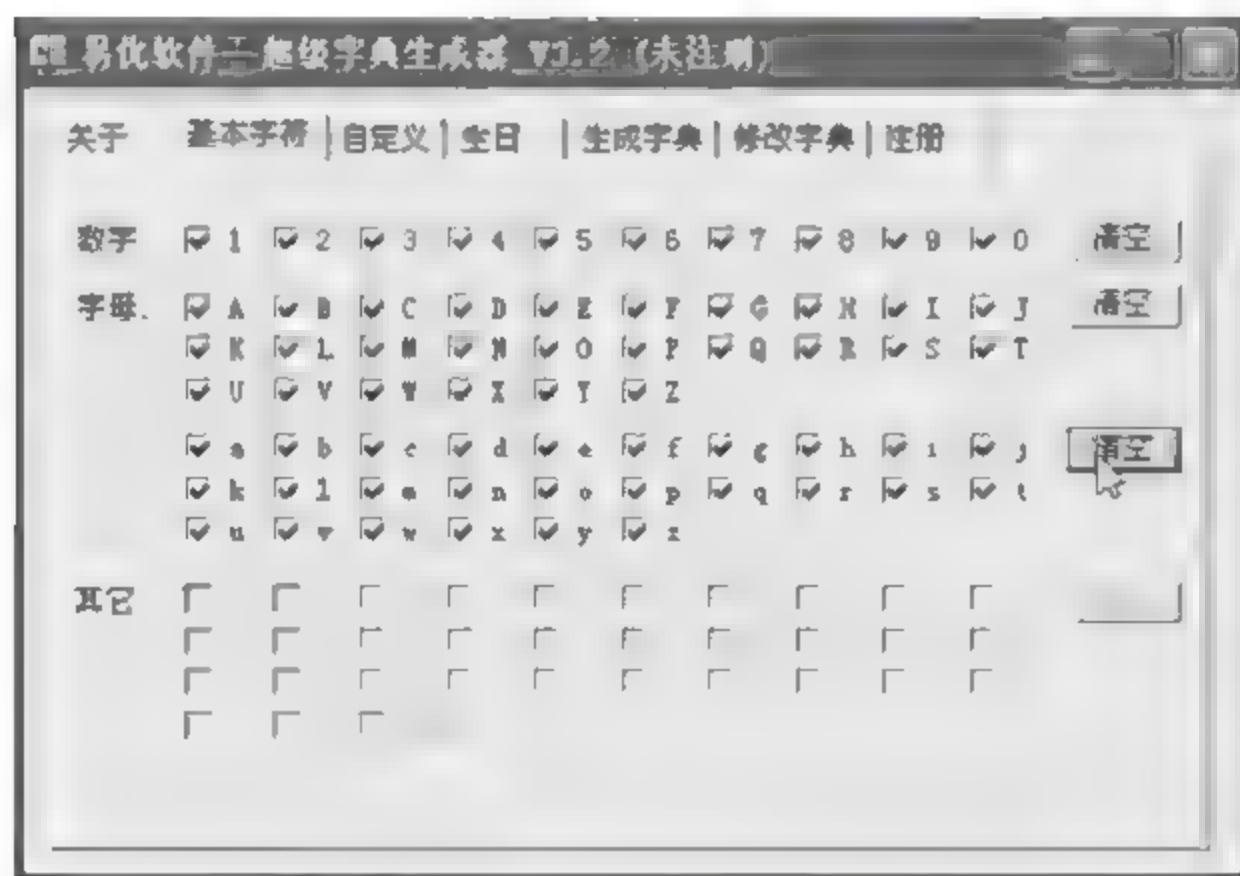 易优软件—超级字典生成器 V3.2 (未注册)
关于 基本字符 自定义 生日 生成字典 修改字典 注册
数字 1 2 3 4 5 6 7 8 9 0 清空
字母. A B C D E F G H I J 清空
K L M N O P Q R S T
U V W X Y Z
a b c d e f g h i j 清空
k l m n o p q r s t
u v w x y z
其它